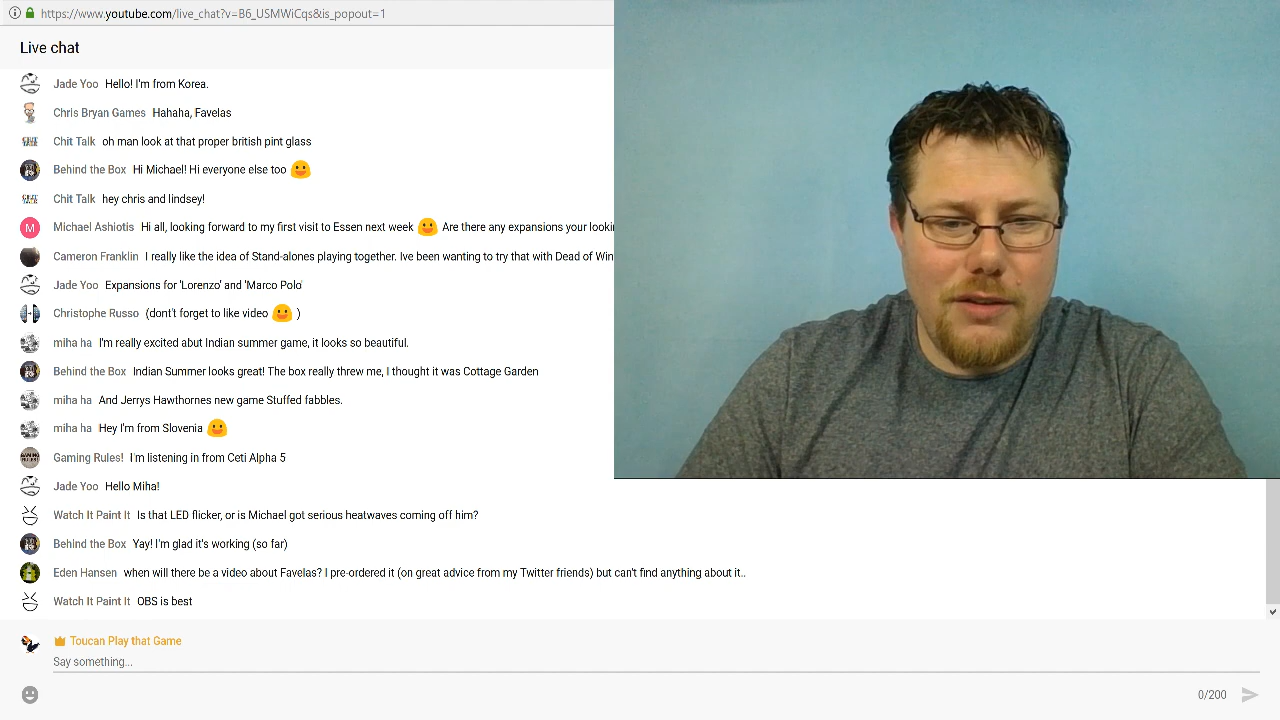 https://www.youtube.com/live_chat?v=B6_USMWiCqs&is_popout=1
Live chat
Jade Yoo Hello! I'm from Korea.
Chris Bryan Games Hahaha, Favelas
Chit Talk oh man look at that proper british pint glass
Behind the Box Hi Michael! Hi everyone else too
Chit Talk hey chris and lindsey!
M Michael Ashiotis Hi all, looking forward to my first visit to Essen next week Are there any expansions your lookin
Cameron Franklin I really like the idea of Stand-alones playing together. Ive been wanting to try that with Dead of Win
Jade Yoo Expansions for 'Lorenzo' and 'Marco Polo'
Christophe Russo (dont't forget to like video )
miha ha I'm really excited abut Indian summer game, it looks so beautiful.
Behind the Box Indian Summer looks great! The box really threw me, I thought it was Cottage Garden
miha ha And Jerrys Hawthornes new game Stuffed fabbles.
miha ha Hey I'm from Slovenia
Gaming Rules! I'm listening in from Ceti Alpha 5
Jade Yoo Hello Miha!
Watch It Paint It Is that LED flicker, or is Michael got serious heatwaves coming off him?
Behind the Box Yay! I'm glad it's working (so far)
Eden Hansen when will there be a video about Favelas? I pre-ordered it (on great advice from my Twitter friends) but can't find anything about it..
Watch It Paint It OBS is best
Toucan Play that Game
Say something...
0/200